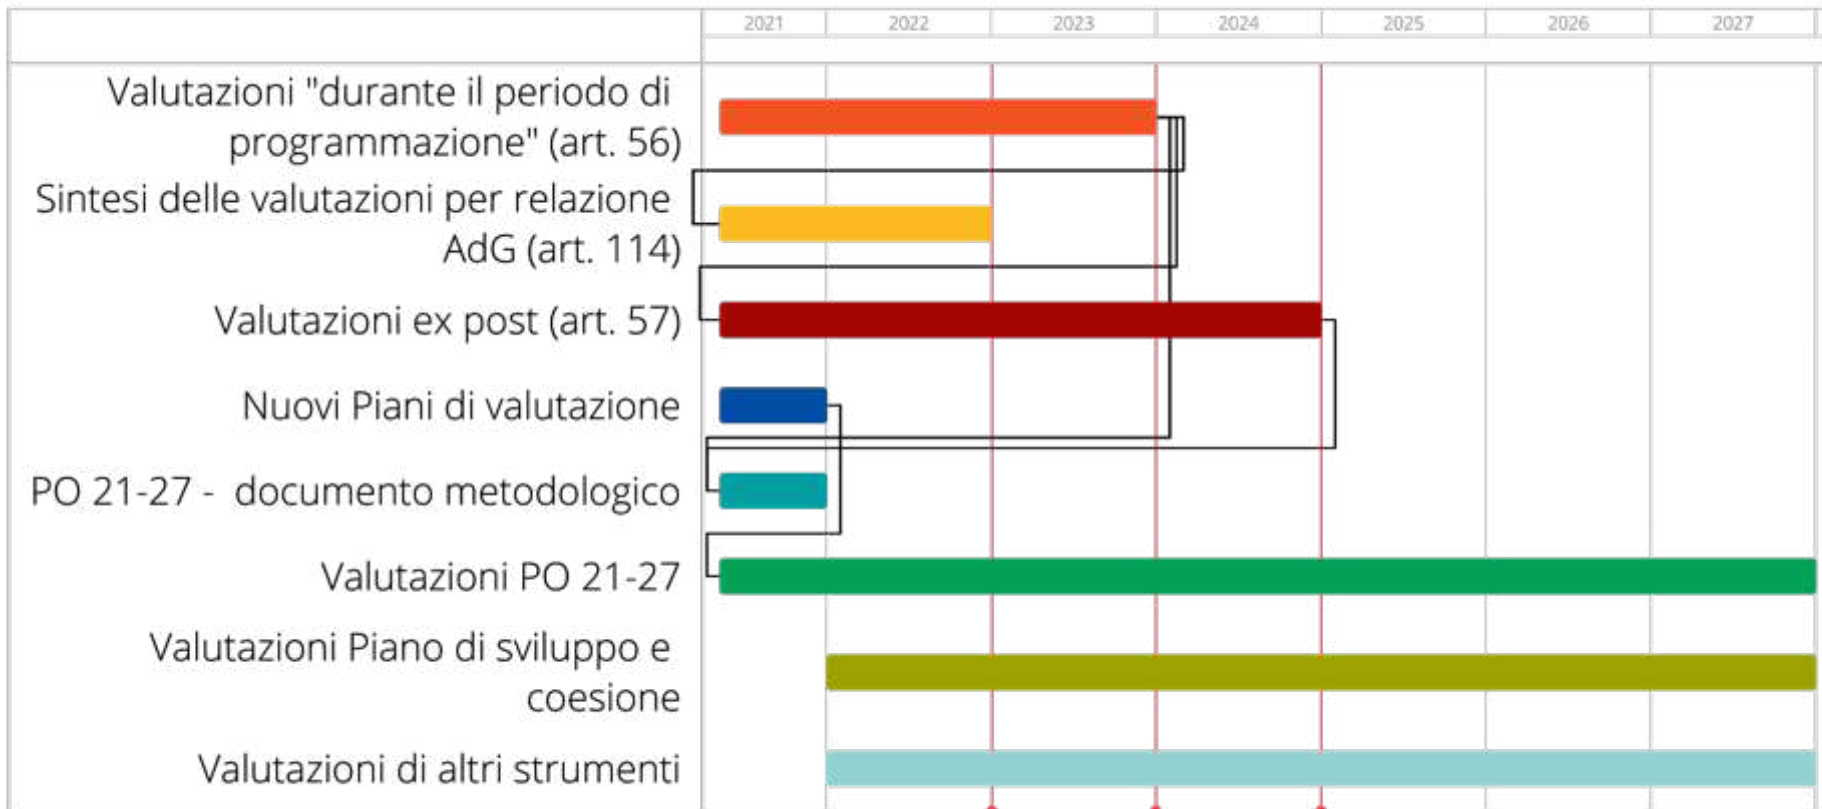 2021 2022 2023 2024 2025 2026 2027
Valutazioni "durante il periodo di
programmazione" (art. 56)
Sintesi delle valutazioni per relazione
AdG (art. 114)
Valutazioni ex post (art. 57)
Nuovi Piani di valutazione
PO 21-27 - documento metodologico
Valutazioni PO 21-27
Valutazioni Piano di sviluppo e
coesione
Valutazioni di altri strumenti